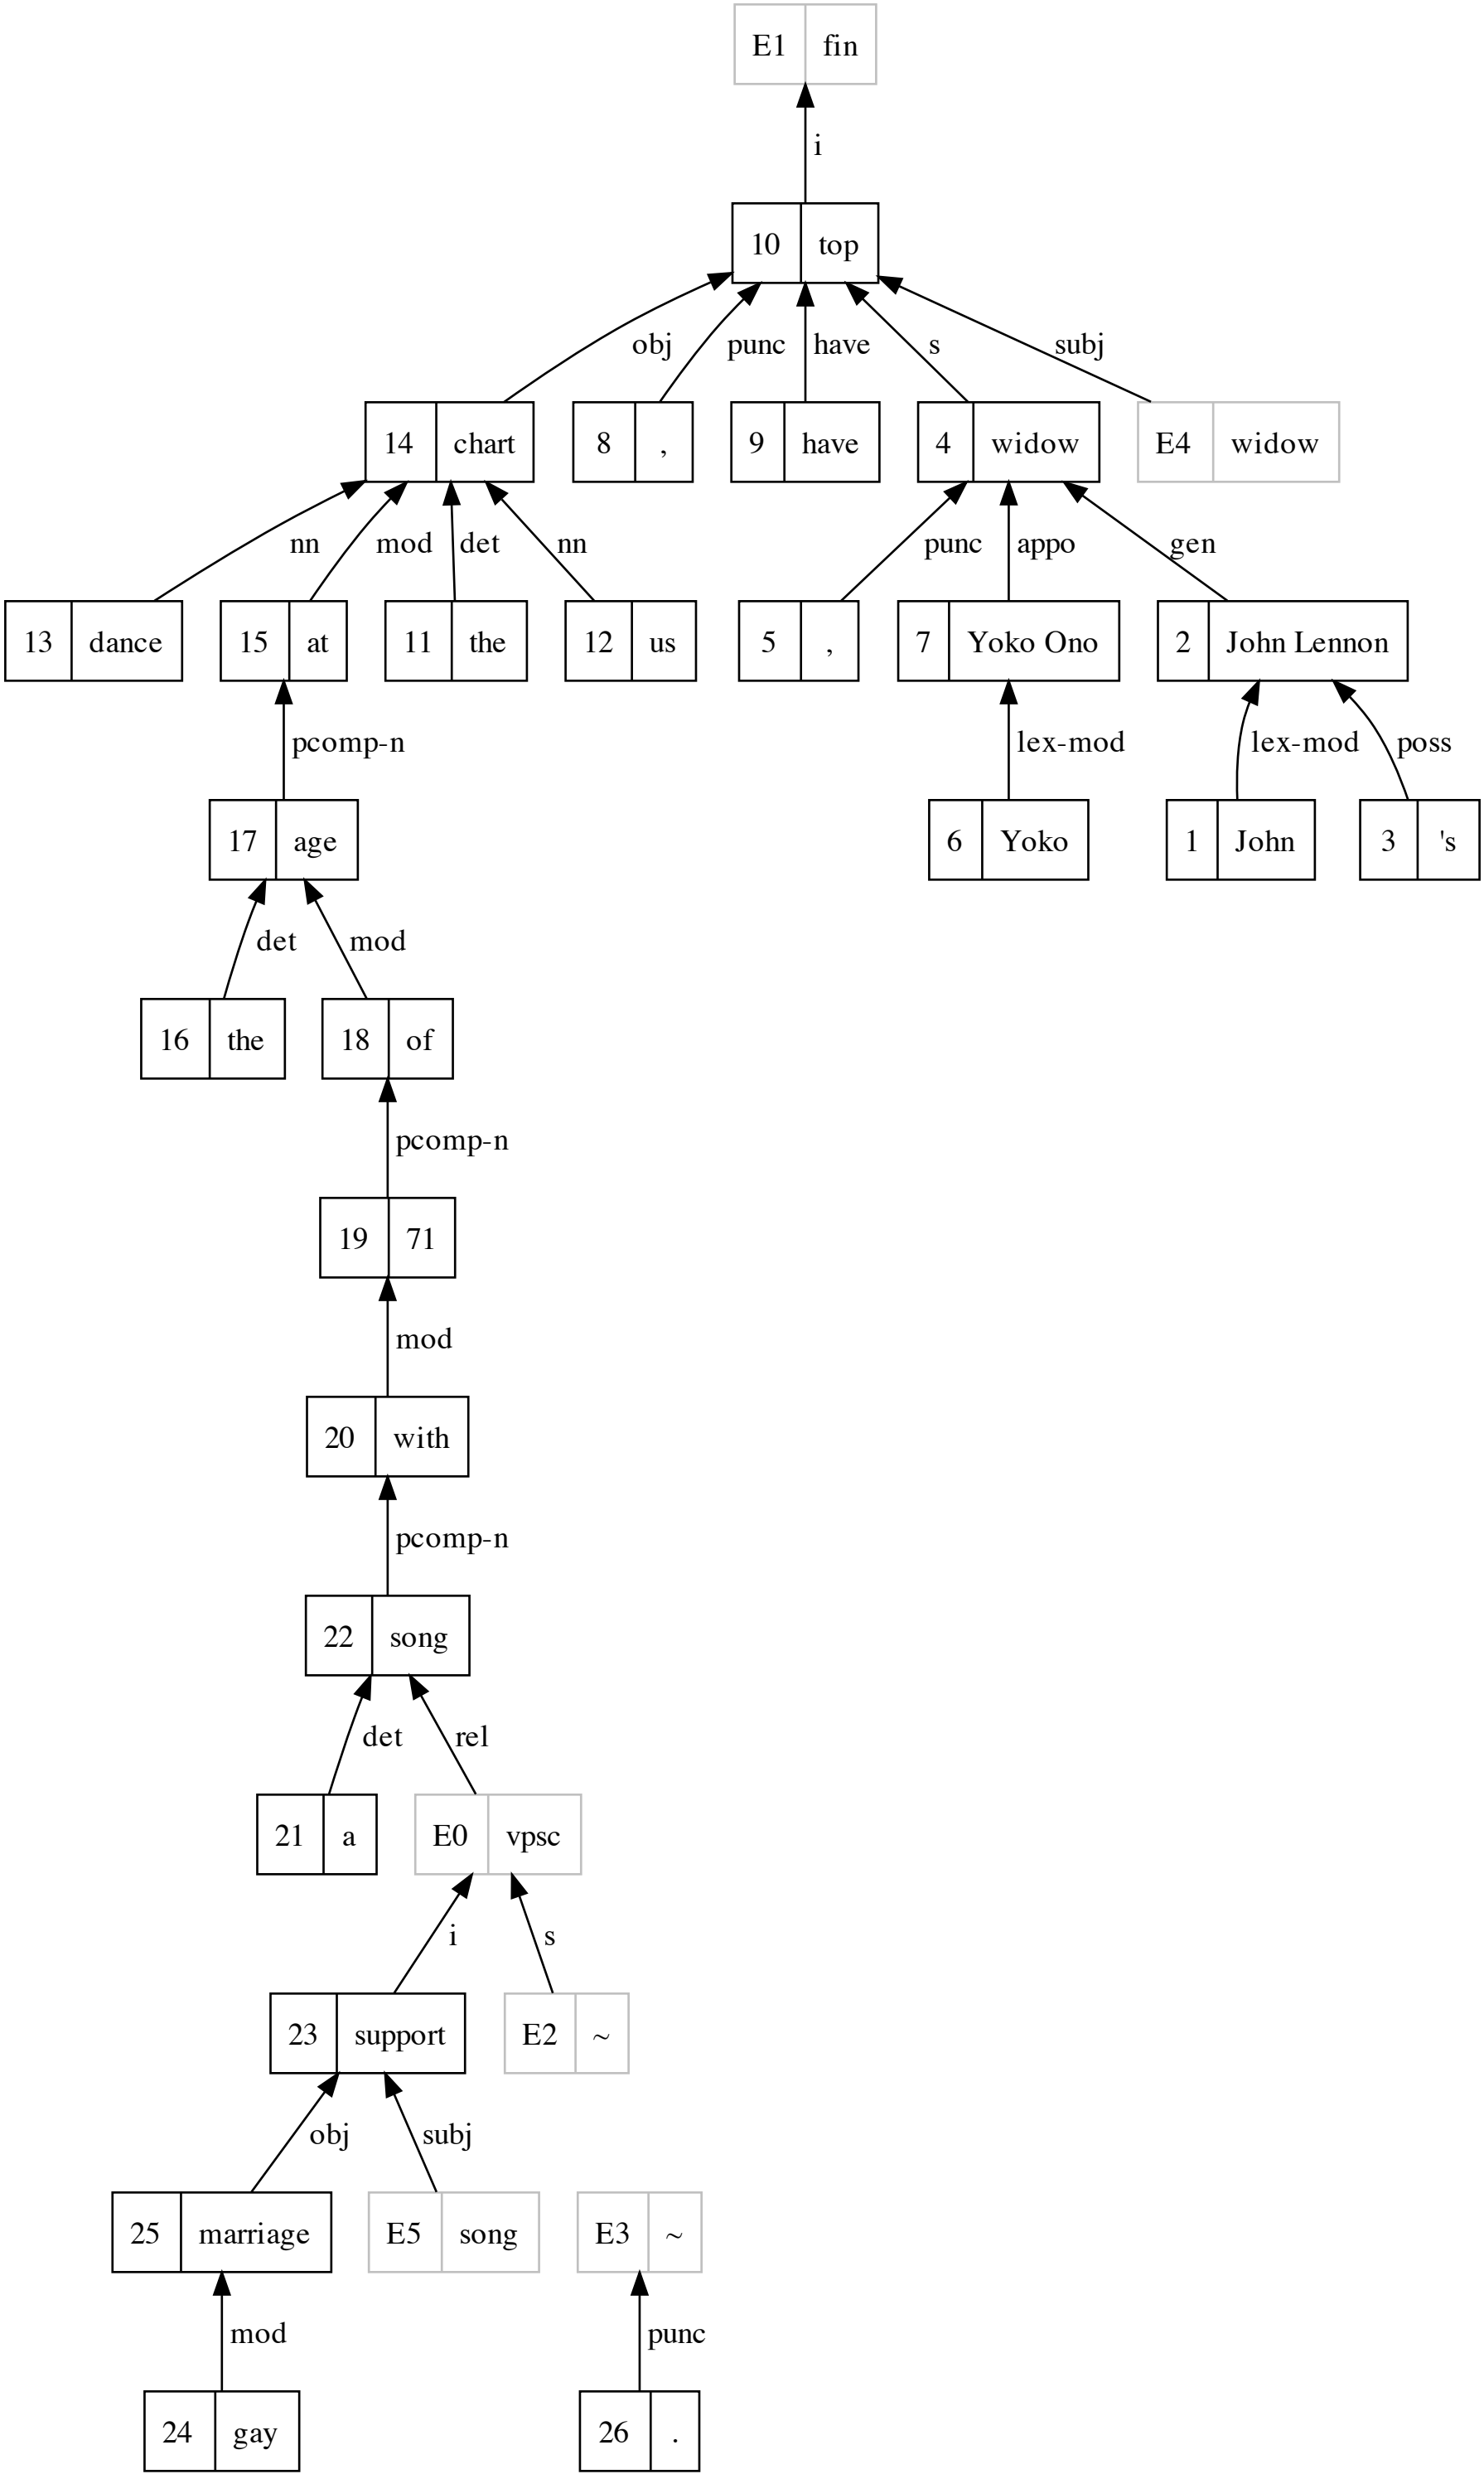 E1 fin
i
10 top
obj punc have s subj
14 chart 8 , 9 have 4 widow E4 widow
nn mod det nn punc appo gen
13 dance 15 at 11 the 12 us 5 , 7 Yoko Ono 2 John Lennon
pcomp-n lex-mod lex-mod poss
17 age 6 Yoko 1 John 3 's
det mod
16 the 18 of
pcomp-n
19 71
mod
20 with
pcomp-n
22 song
det rel
21 a E0 vpsc
i s
23 support E2 ~
obj subj
25 marriage E5 song E3 ~
mod punc
24 gay 26 .